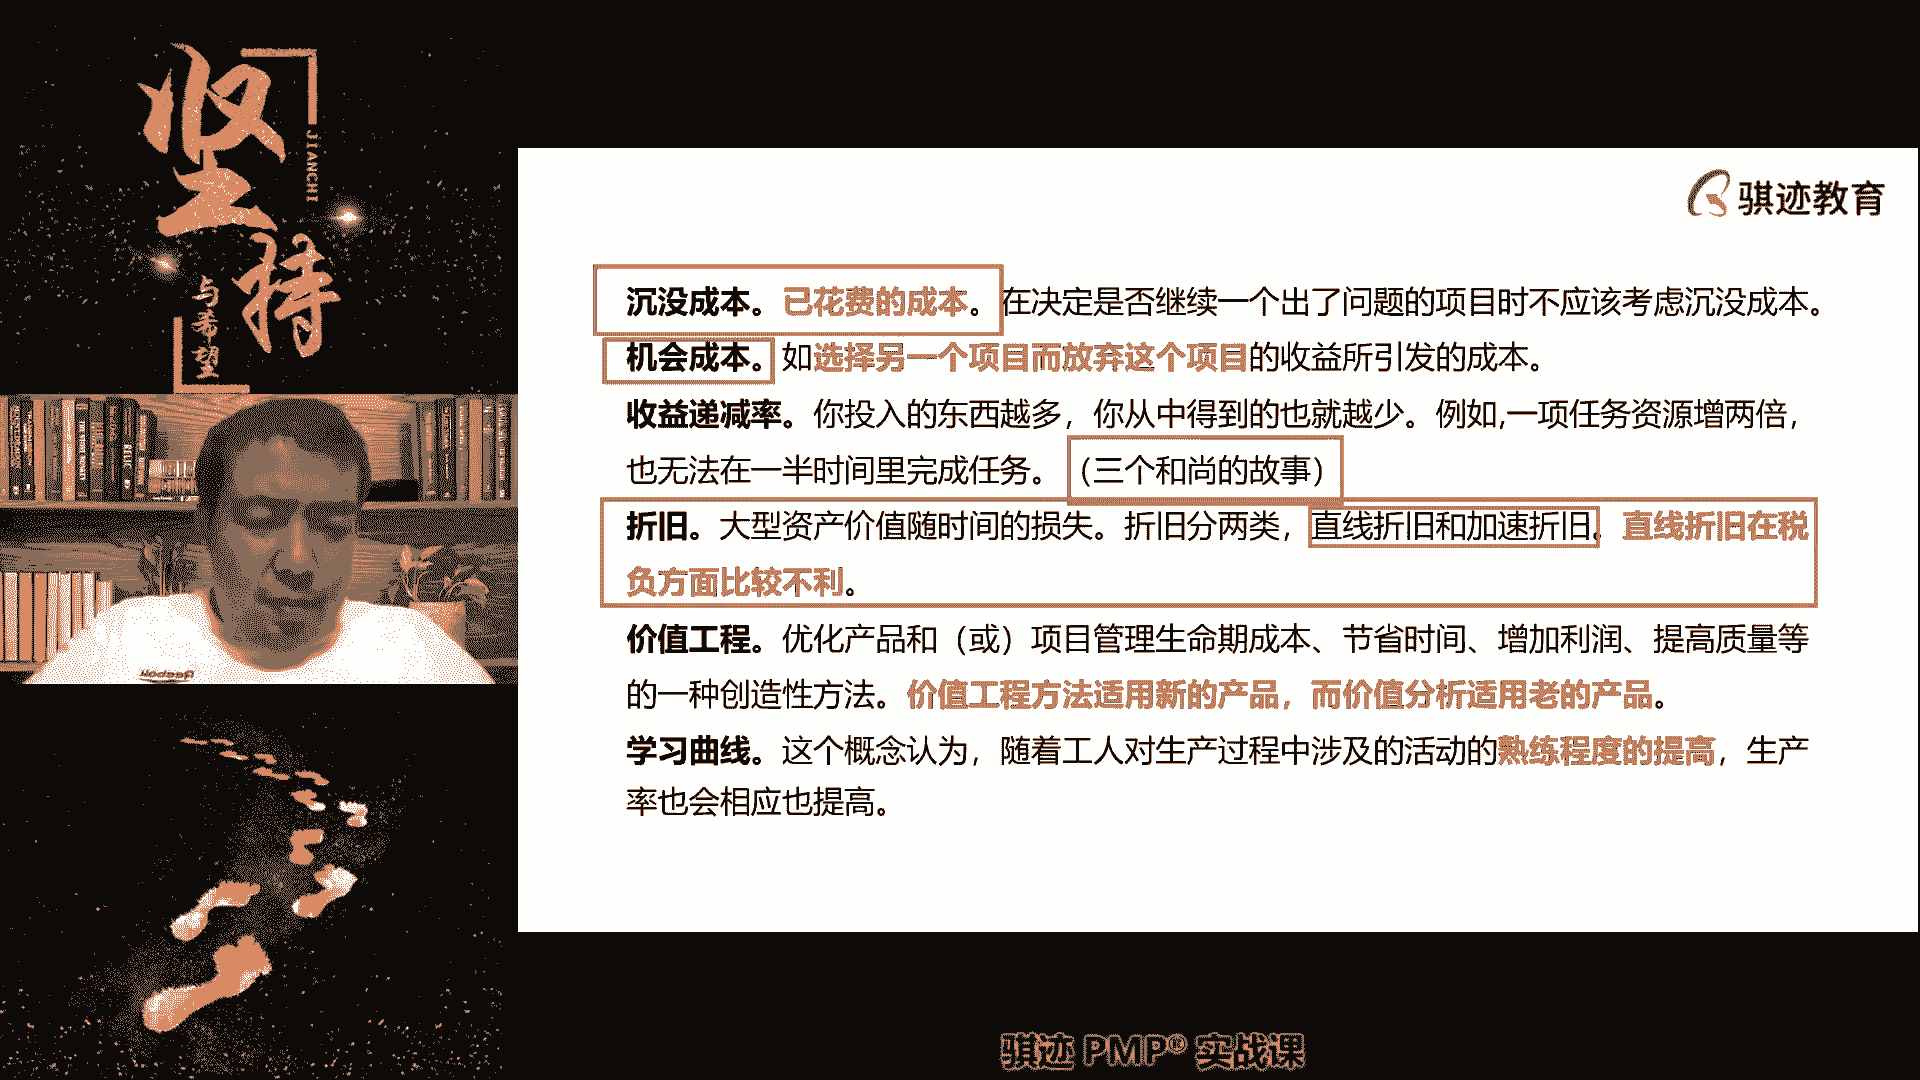 坚持
JIANCHI
与希望
骐迹教育
沉没成本。已花费的成本。在决定是否继续一个出了问题的项目时不应该考虑沉没成本。
机会成本。如选择另一个项目而放弃这个项目的收益所引发的成本。
收益递减率。你投入的东西越多，你从中得到的也就越少。例如,一项任务资源增两倍，
也无法在一半时间里完成任务。（三个和尚的故事）
折旧。大型资产价值随时间的损失。折旧分两类，直线折旧和加速折旧。直线折旧在税
负方面比较不利。
价值工程。优化产品和（或）项目管理生命期成本、节省时间、增加利润、提高质量等
的一种创造性方法。价值工程方法适用新的产品，而价值分析适用老的产品。
学习曲线。这个概念认为，随着工人对生产过程中涉及的活动的熟练程度的提高，生产
率也会相应也提高。
骐迹 PMP® 实战课